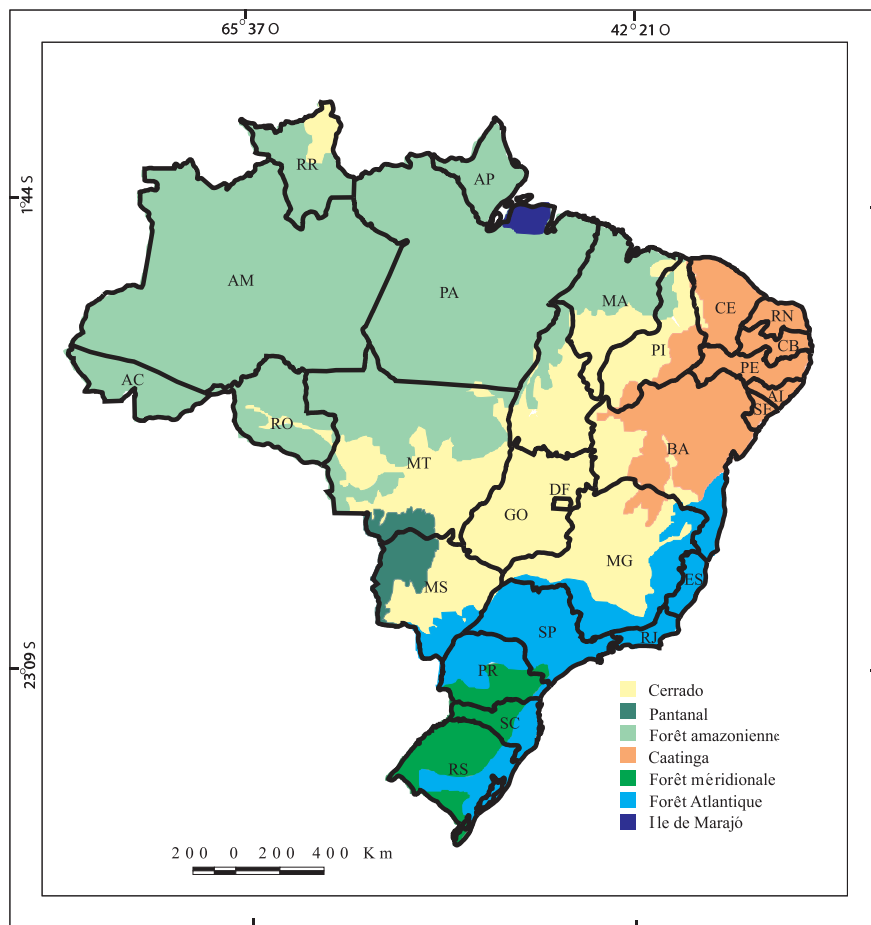 65°37 O
42°21 O
1°44 S
23°09 S
RR
AP
AM
PA
MA
CE
RN
CB
PI
PE
AC
AL
SE
RO
BA
MT
DF
GO
MG
MS
ES
SP
RJ
PR
SC
RS
Cerrado
Pantanal
Forêt amazonienne
Caatinga
Forêt méridionale
Forêt Atlantique
Ile de Marajó
200 0 200 400 Km